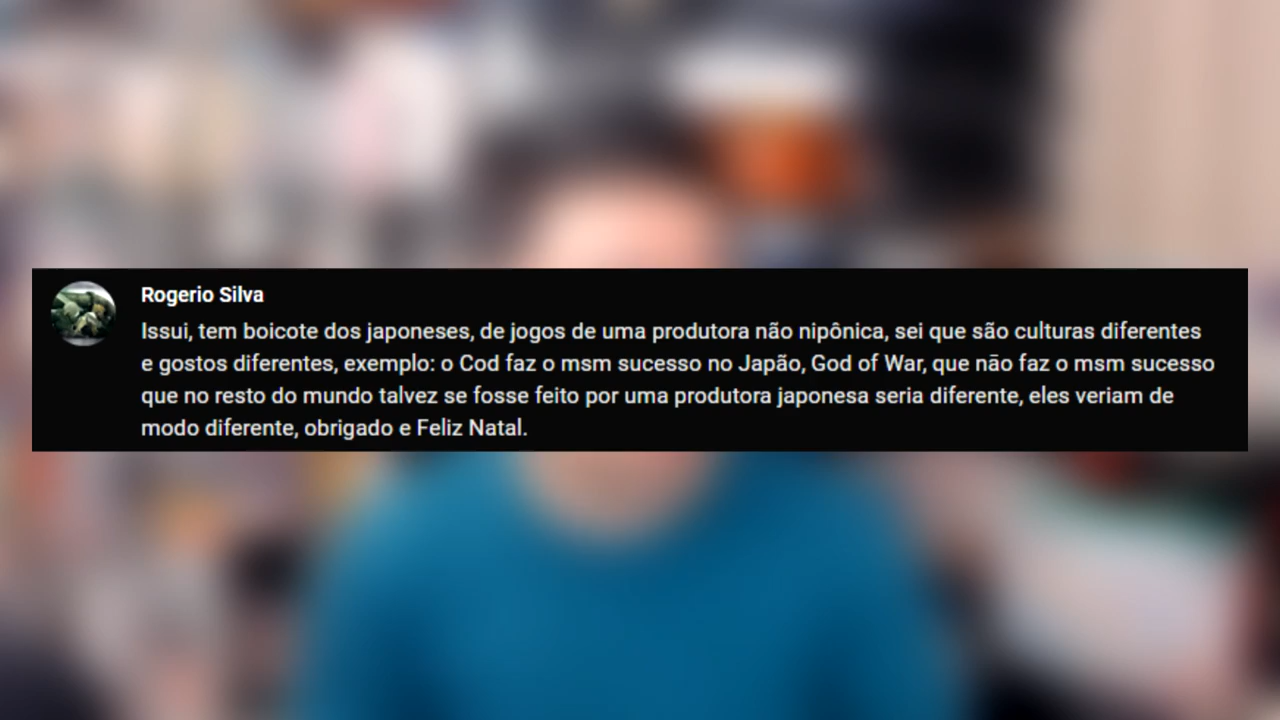 Rogerio Silva
Issui, tem boicote dos japoneses, de jogos de uma produtora não nipônica, sei que são culturas diferentes
e gostos diferentes, exemplo: o Cod faz o msm sucesso no Japão, God of War, que não faz o msm sucesso
que no resto do mundo talvez se fosse feito por uma produtora japonesa seria diferente, eles veriam de
modo diferente, obrigado e Feliz Natal.